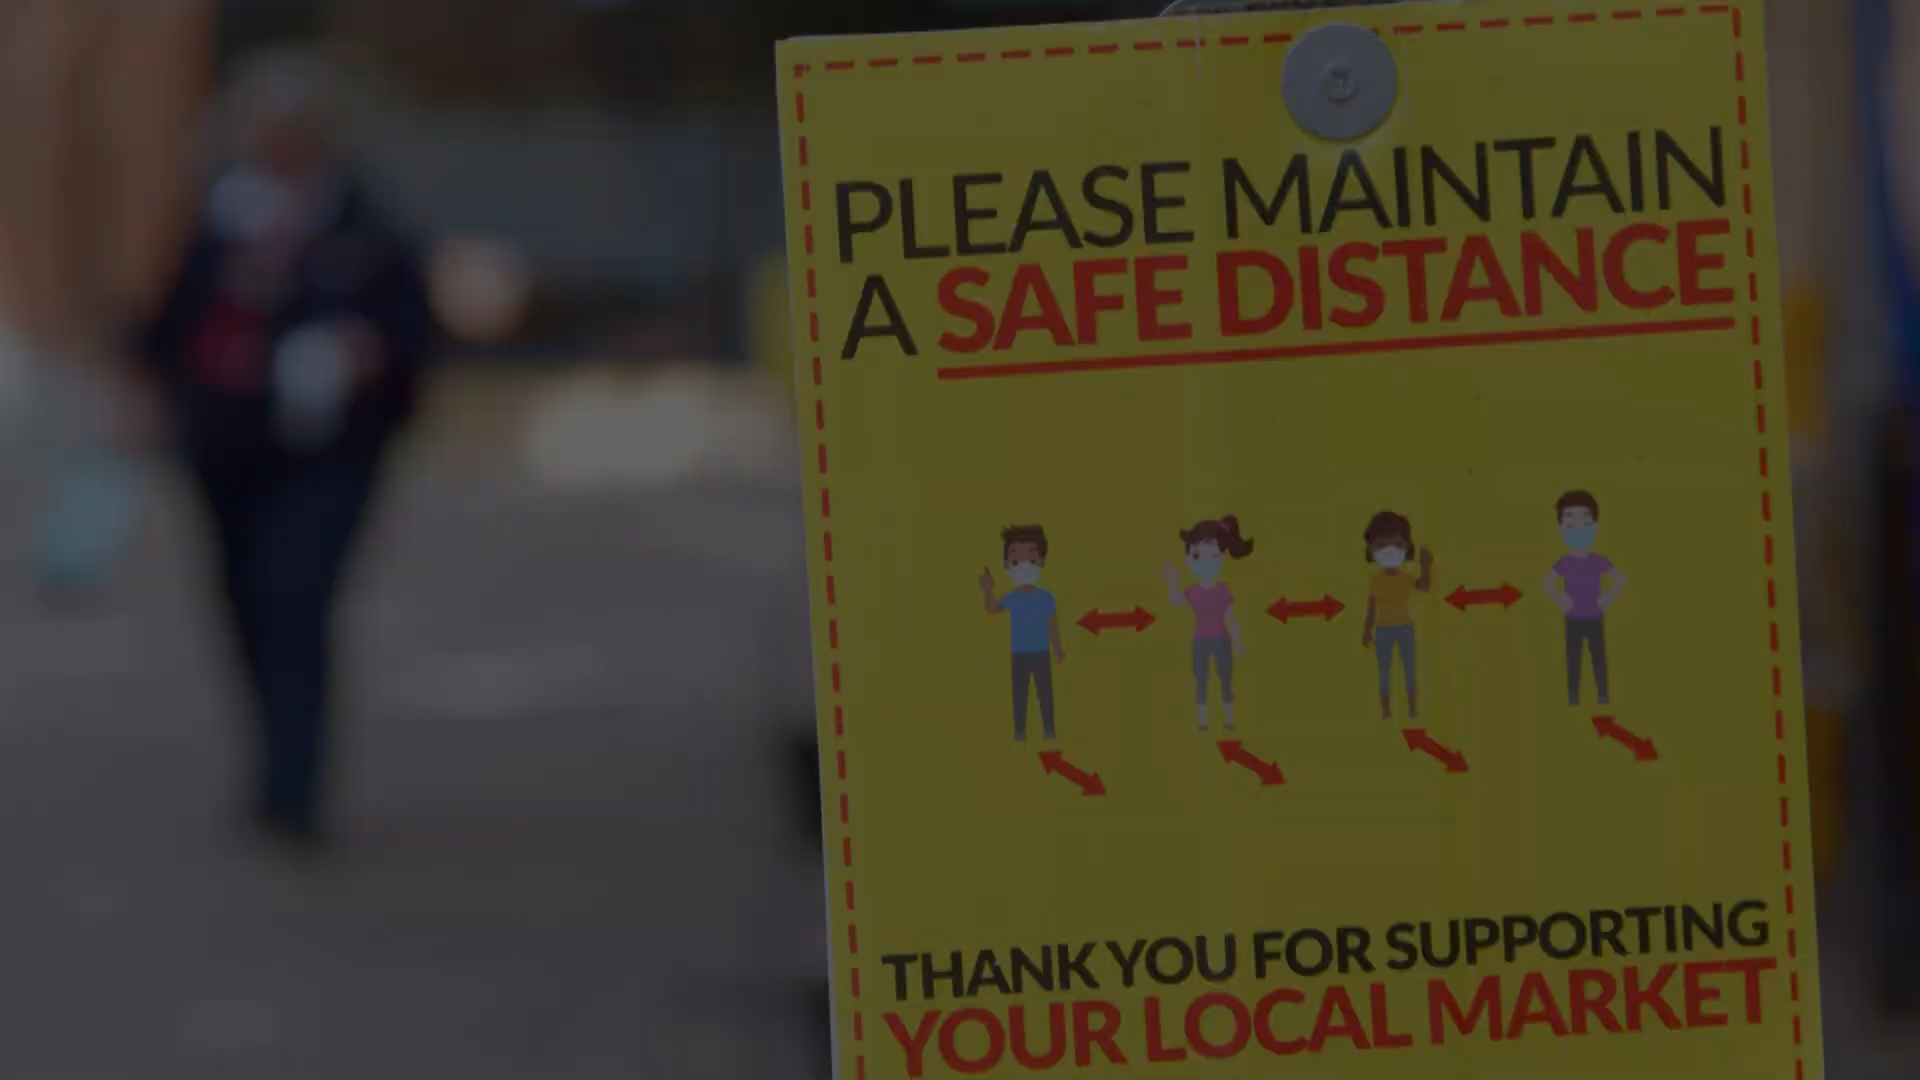 PLEASE MAINTAIN
A SAFE DISTANCE
THANK YOU FOR SUPPORTING
YOUR LOCAL MARKET